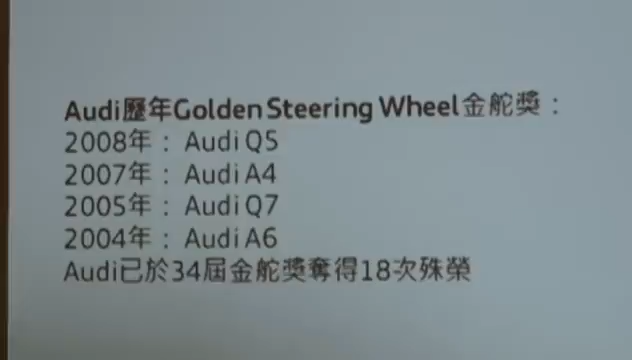 Audi歷年Golden Steering Wheel金舵獎：
2008年： Audi Q5
2007年： Audi A4
2005年： Audi Q7
2004年： Audi A6
Audi已於34屆金舵獎奪得18次殊榮